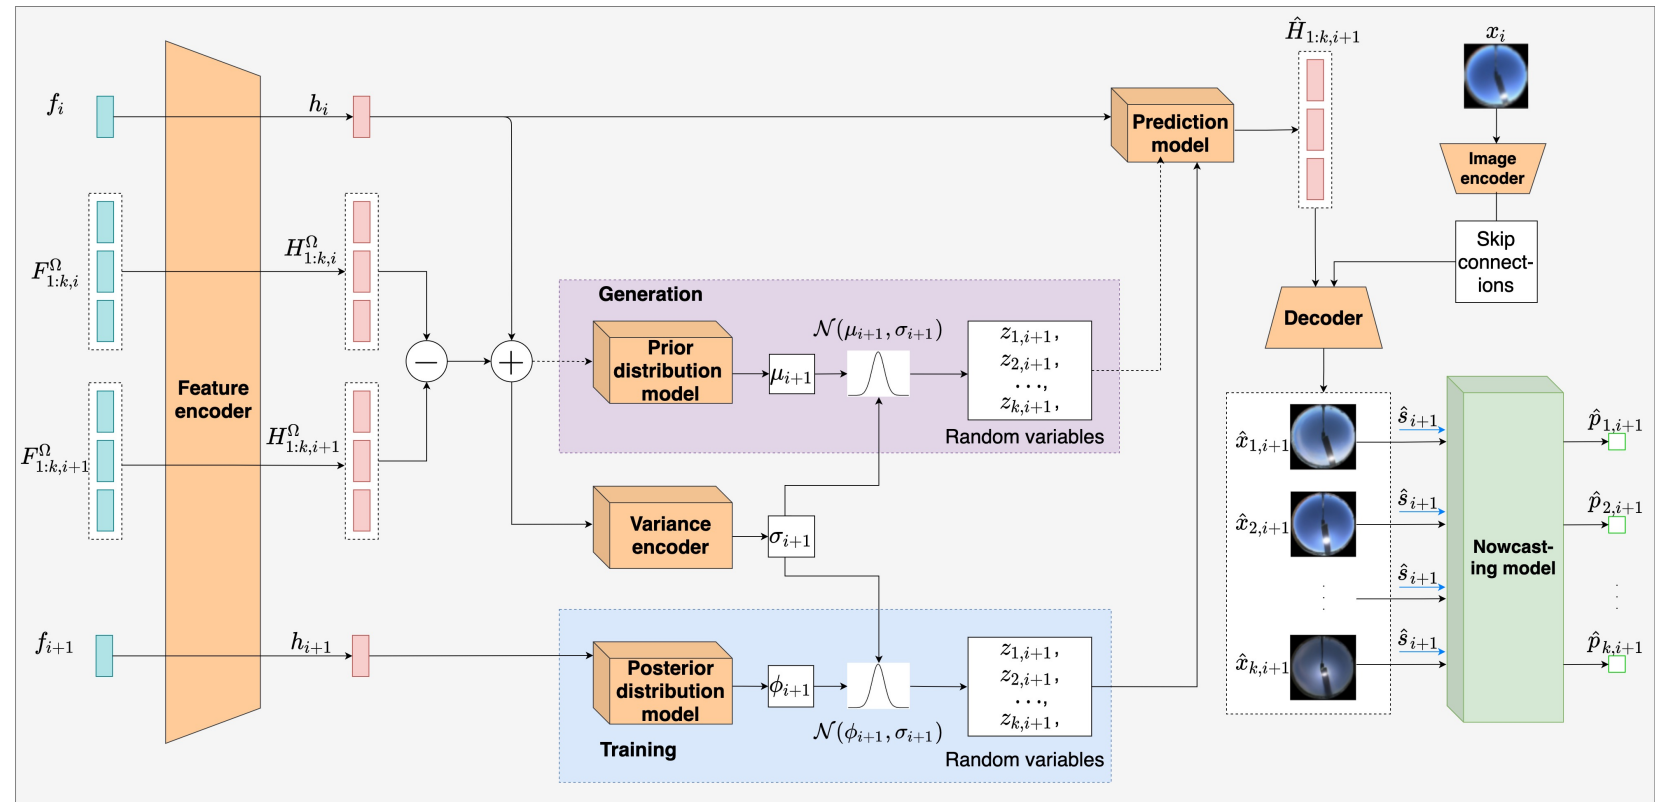 f_i
h_i
Prediction
model
Ĥ_{1:k,i+1}
x_i
Image
encoder
F^Ω_{1:k,i}
H^Ω_{1:k,i}
Skip
connect-
ions
Decoder
Feature
encoder
−
+
Generation
Prior
distribution
model
μ_{i+1}
𝒩(μ_{i+1}, σ_{i+1})
z_{1,i+1},
z_{2,i+1},
...,
z_{k,i+1},
Random variables
F^Ω_{1:k,i+1}
H^Ω_{1:k,i+1}
Variance
encoder
σ_{i+1}
f_{i+1}
h_{i+1}
Posterior
distribution
model
ϕ_{i+1}
𝒩(ϕ_{i+1}, σ_{i+1})
z_{1,i+1},
z_{2,i+1},
...,
z_{k,i+1},
Training
Random variables
x̂_{1,i+1}
ŝ_{i+1}
p̂_{1,i+1}
x̂_{2,i+1}
ŝ_{i+1}
p̂_{2,i+1}
Nowcast-
ing model
.
.
.
ŝ_{i+1}
.
.
.
x̂_{k,i+1}
ŝ_{i+1}
p̂_{k,i+1}